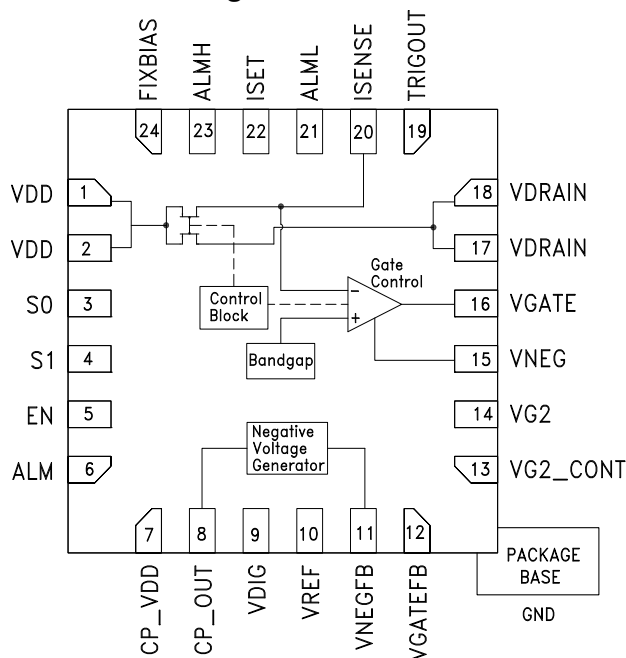 FIXBIAS
ALMH
ISET
ALML
ISENSE
TRIGOUT
24
23
22
21
20
19
VDD 1
18 VDRAIN
VDD 2
17 VDRAIN
Gate
Control
S0 3
Control
Block
−
+
16 VGATE
S1 4
Bandgap
15 VNEG
EN 5
14 VG2
Negative
Voltage
Generator
ALM 6
13 VG2_CONT
7
8
9
10
11
12
CP_VDD
CP_OUT
VDIG
VREF
VNEGFB
VGATEFB
PACKAGE
BASE
GND